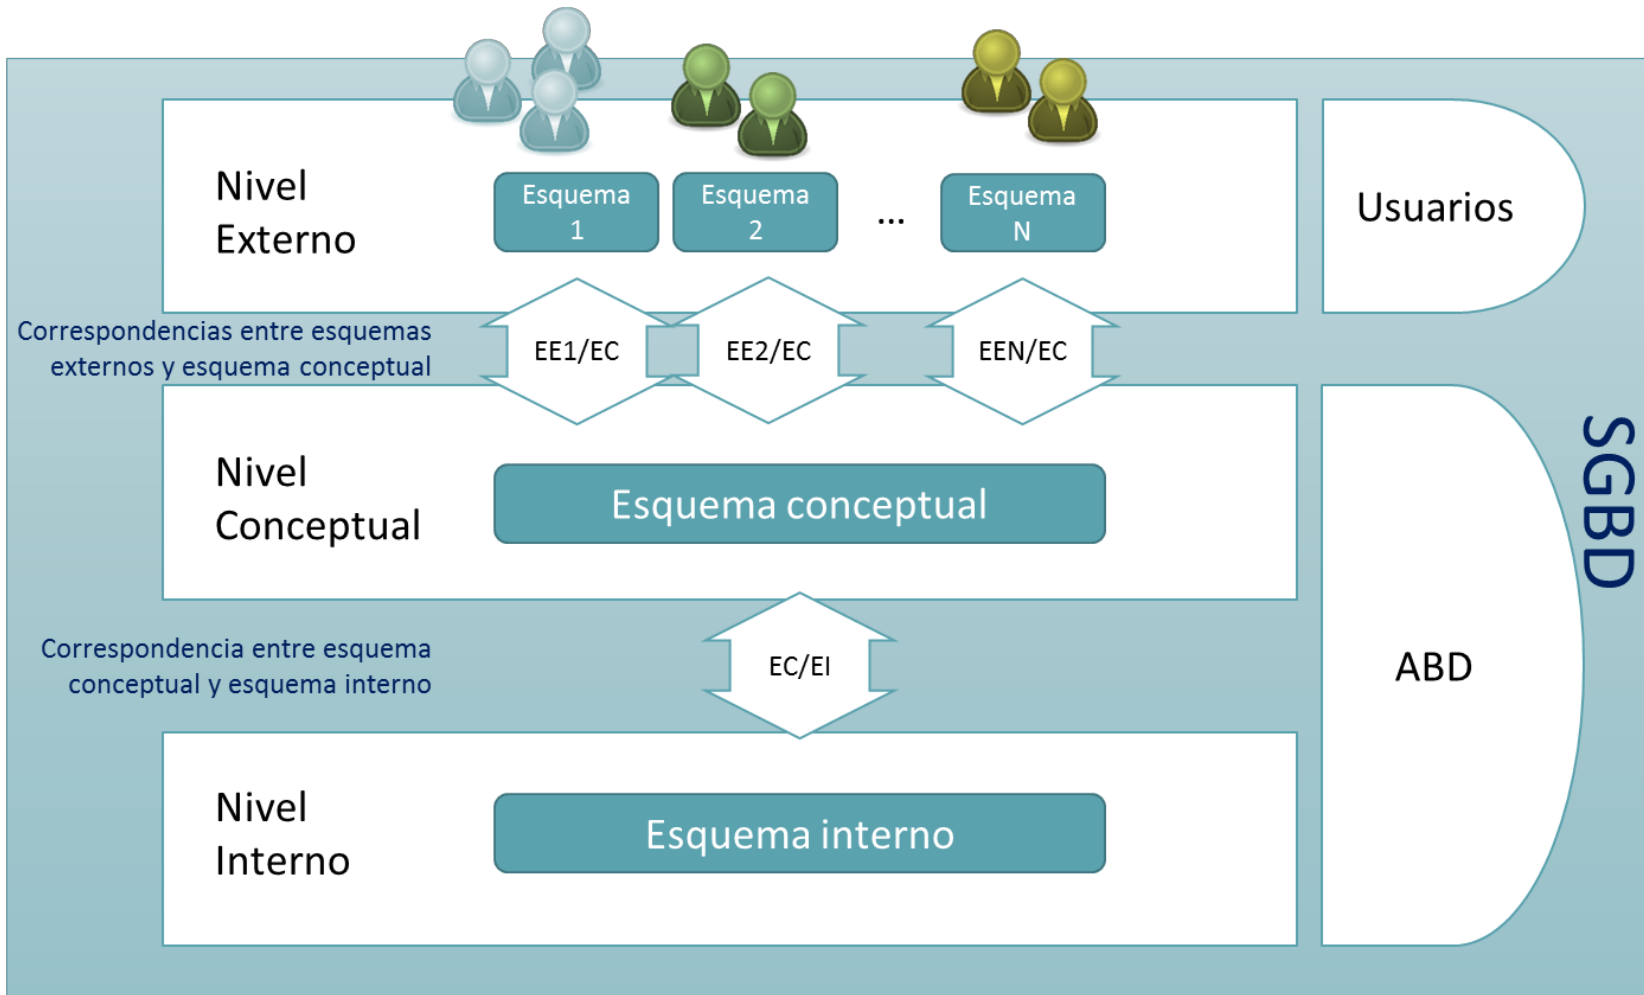 Nivel
Externo
Esquema
1
Esquema
2
...
Esquema
N
Usuarios
Correspondencias entre esquemas
externos y esquema conceptual
EE1/EC
EE2/EC
EEN/EC
Nivel
Conceptual
Esquema conceptual
SGBD
Correspondencia entre esquema
conceptual y esquema interno
EC/EI
ABD
Nivel
Interno
Esquema interno